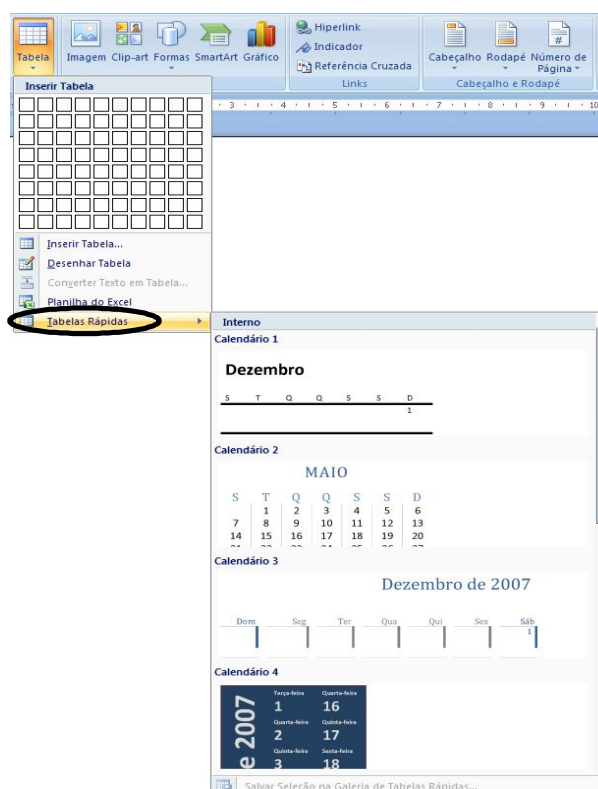 Tabela Imagem Clip-art Formas SmartArt Gráfico
Hiperlink
Indicador
Referência Cruzada
Links
Cabeçalho Rodapé Número de
Página
#
Cabeçalho e Rodapé
Inserir Tabela
3 4 5 6 7 8 9 10
Inserir Tabela...
Desenhar Tabela
Converter Texto em Tabela...
Planilha do Excel
Tabelas Rápidas
Interno
Calendário 1
Dezembro
S T Q Q S S D
1
Calendário 2
MAIO
S T Q Q S S D
1 2 3 4 5 6
7 8 9 10 11 12 13
14 15 16 17 18 19 20
Calendário 3
Dezembro de 2007
Dom Seg Ter Qua Qui Sex Sáb
1
Calendário 4
e 2007
Terça-feira Quarta-feira
1 16
Quarta-feira Quinta-feira
2 17
Quinta-feira Sexta-feira
3 18
Salvar Seleção na Galeria de Tabelas Rápidas...